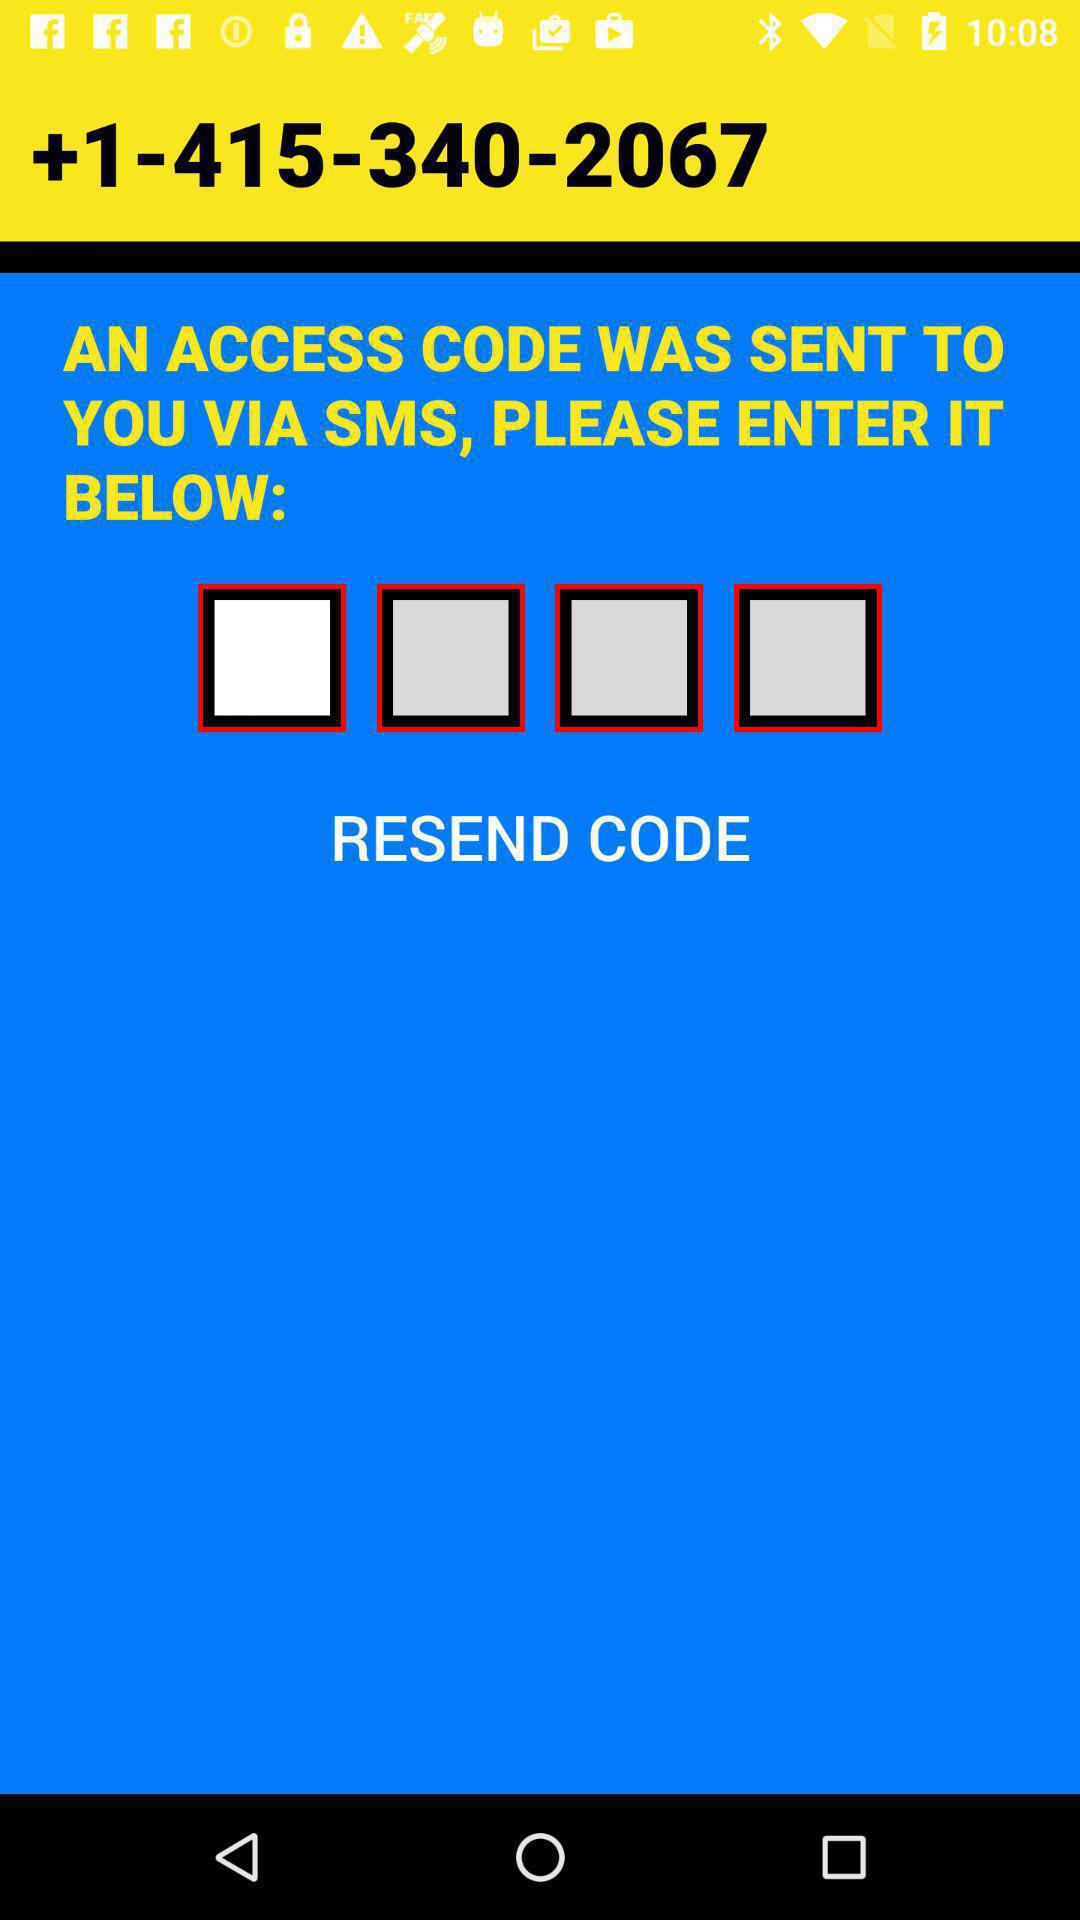 10:08
+1-415-340-2067
AN ACCESS CODE WAS SENT TO
YOU VIA SMS, PLEASE ENTER IT
BELOW:
RESEND CODE